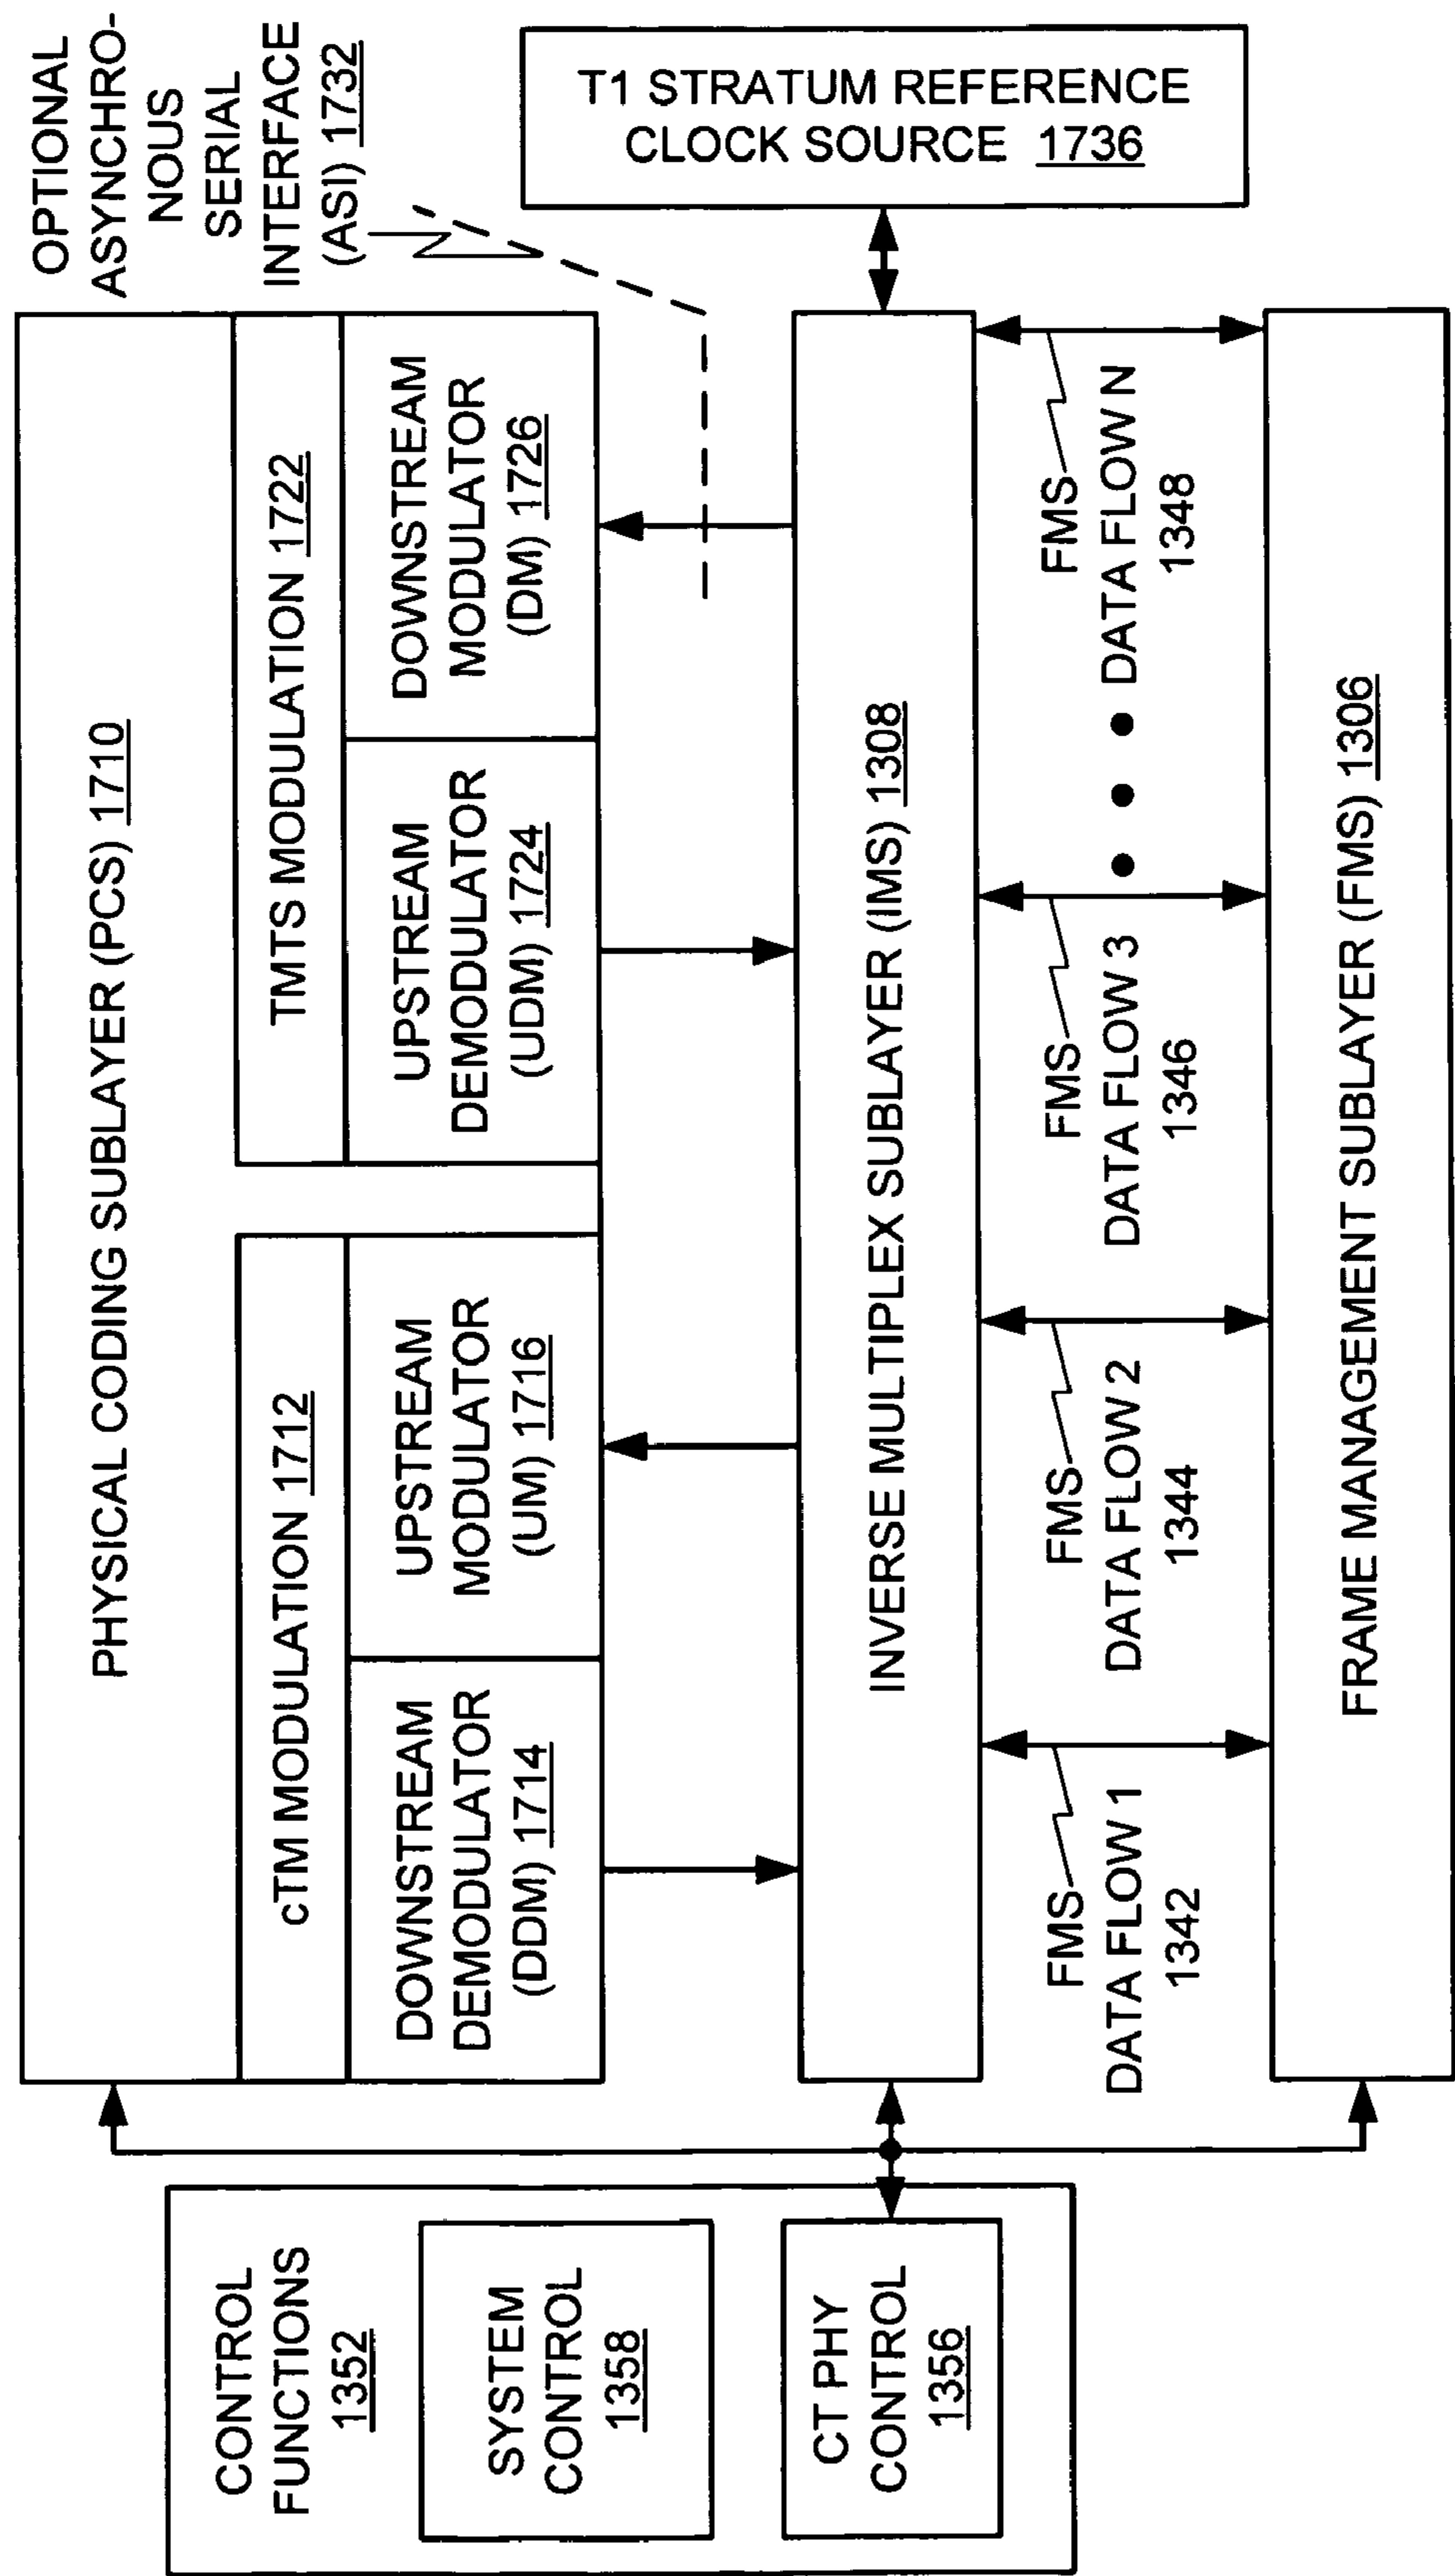 CONTROL
FUNCTIONS
1352
SYSTEM
CONTROL
1358
CT PHY
CONTROL
1356
PHYSICAL CODING SUBLAYER (PCS) 1710
cTM MODULATION 1712
DOWNSTREAM
DEMODULATOR
(DDM) 1714
UPSTREAM
MODULATOR
(UM) 1716
TMTS MODULATION 1722
UPSTREAM
DEMODULATOR
(UDM) 1724
DOWNSTREAM
MODULATOR
(DM) 1726
OPTIONAL
ASYNCHRO-
NOUS
SERIAL
INTERFACE
(ASI) 1732
INVERSE MULTIPLEX SUBLAYER (IMS) 1308
T1 STRATUM REFERENCE
CLOCK SOURCE 1736
FMS
DATA FLOW 1
1342
FMS
DATA FLOW 2
1344
FMS
DATA FLOW 3
1346
FMS
DATA FLOW N
1348
FRAME MANAGEMENT SUBLAYER (FMS) 1306